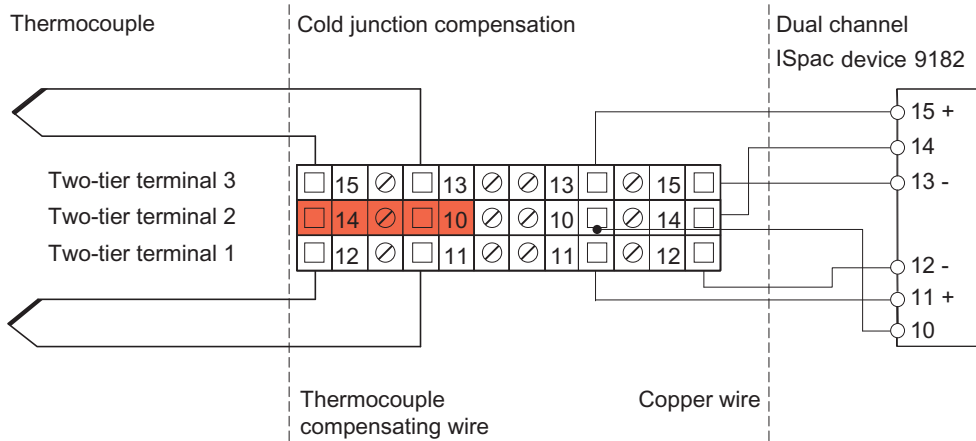 Thermocouple
Cold junction compensation
Dual channel
ISpac device 9182
15 +
14
13 -
Two-tier terminal 3
15 13 13 15
Two-tier terminal 2
14 10 10 14
Two-tier terminal 1
12 11 11 12
12 -
11 +
10
Thermocouple
compensating wire
Copper wire